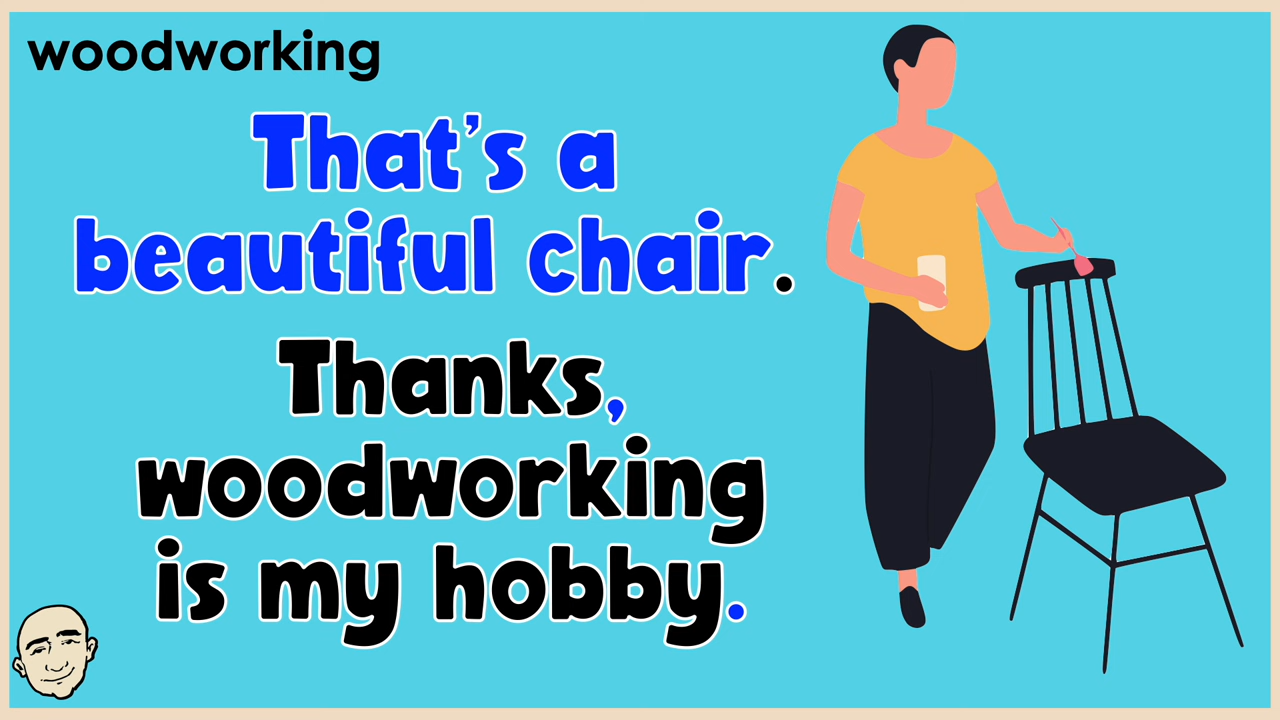 woodworking
That's a
beautiful chair.
Thanks,
woodworking
is my hobby.